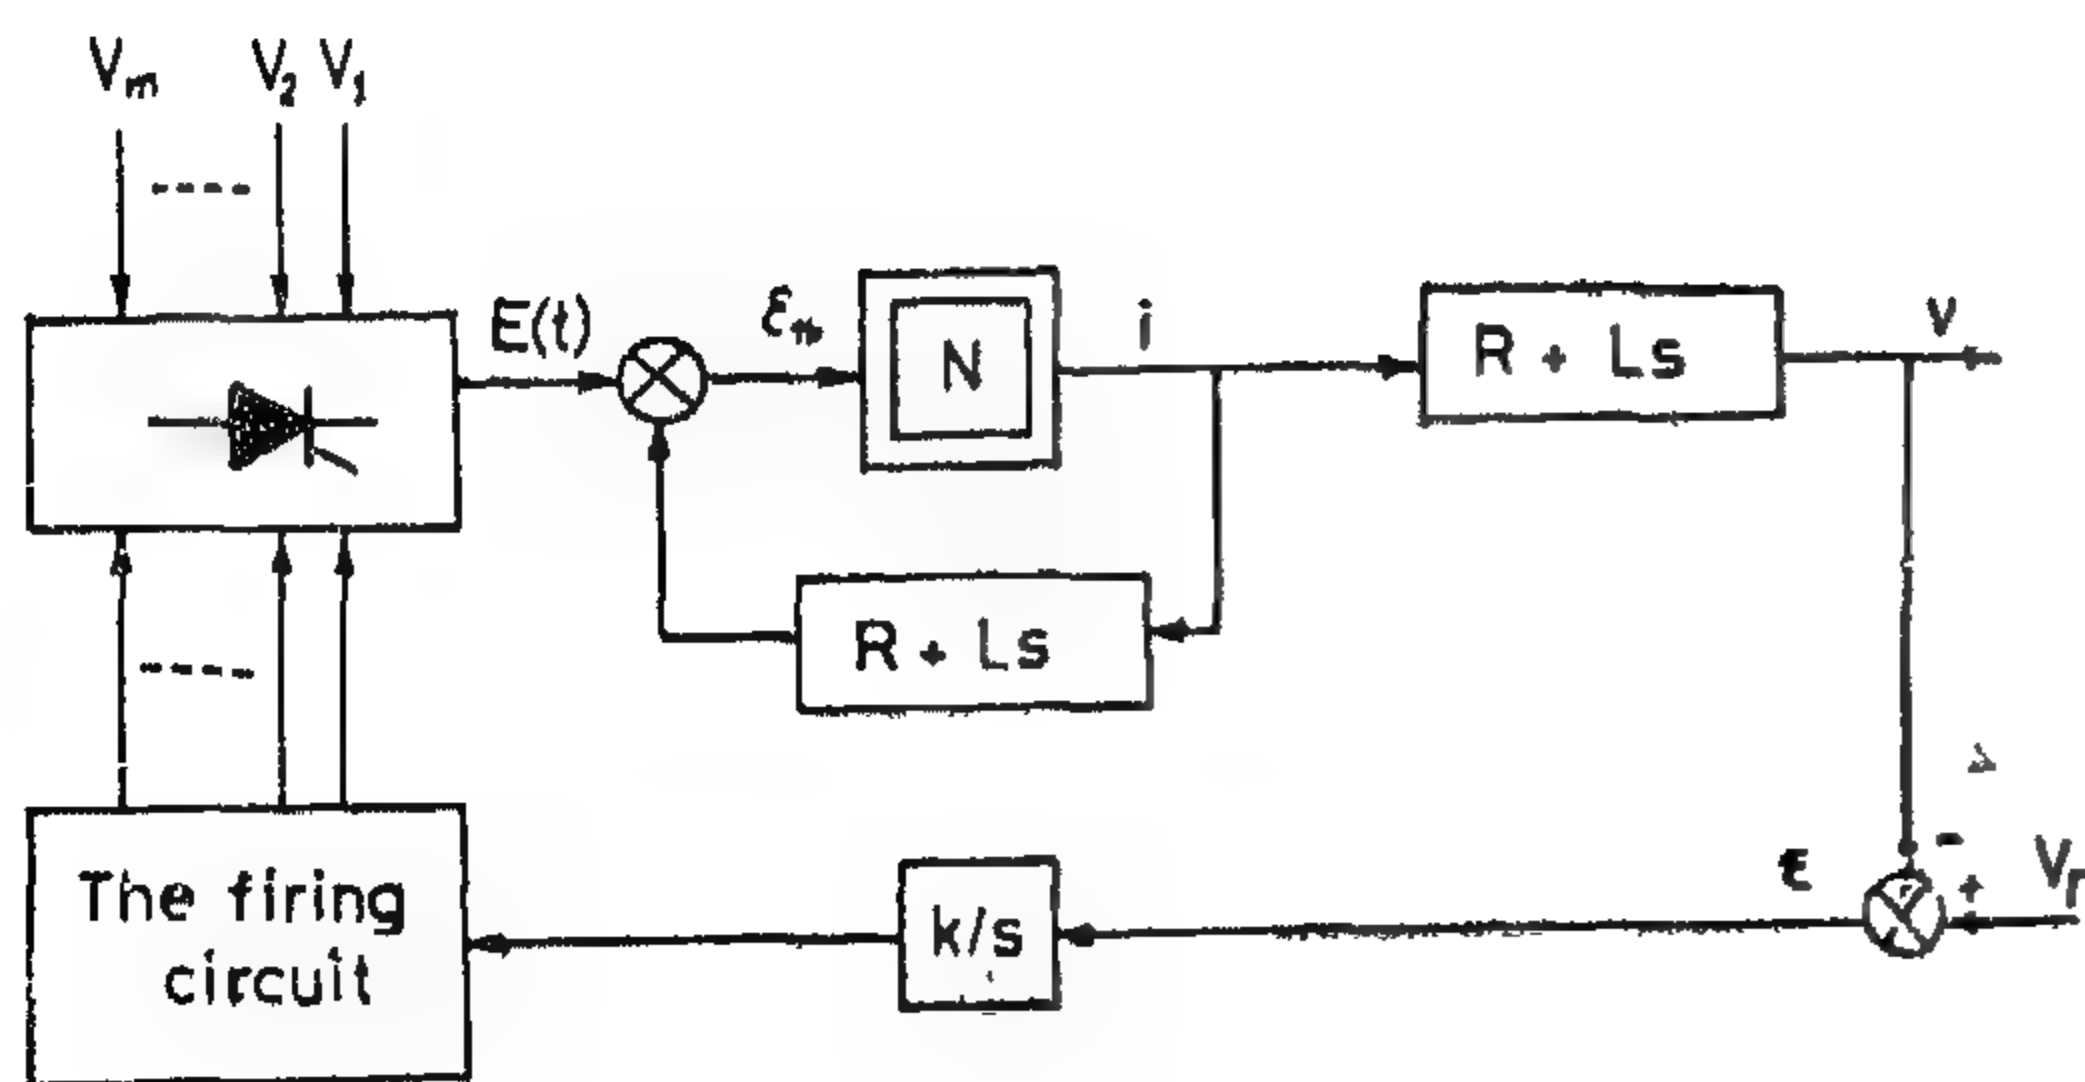 Vm V2 V1
E(t)
N
i
R + Ls
v
R + Ls
ε
-
+
Vr
The firing
circuit
k/s